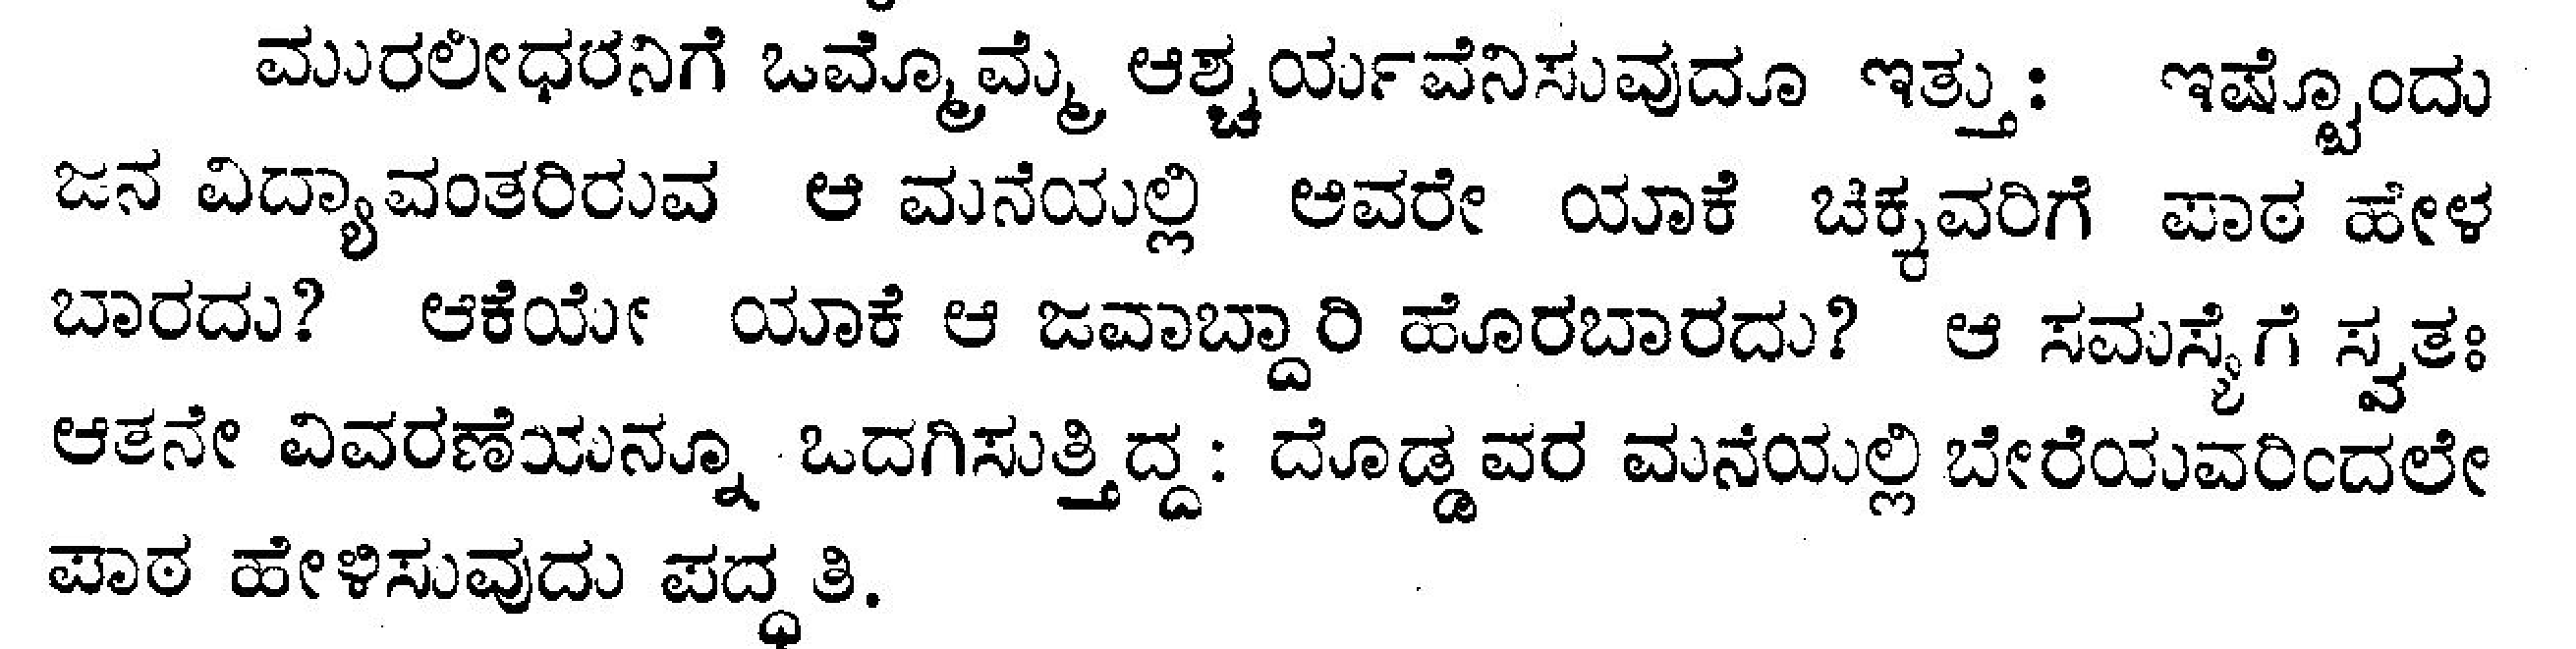 ಮುರಲೀಧರನಿಗೆ ಒಮ್ಮೊಮ್ಮೆ ಆಶ್ಚರ್ಯವೆನಿಸುವುದೂ ಇತ್ತು: ಇಷ್ಟೊಂದು
ಜನ ವಿದ್ಯಾವಂತರಿರುವ ಆ ಮನೆಯಲ್ಲಿ ಅವರೇ ಯಾಕೆ ಚಿಕ್ಕವರಿಗೆ ಪಾಠ ಹೇಳ
ಬಾರದು? ಆಕೆಯೇ ಯಾಕೆ ಆ ಜವಾಬ್ದಾರಿ ಹೊರಬಾರದು? ಆ ಸಮಸ್ಯೆಗೆ ಸ್ವತಃ
ಆತನೇ ವಿವರಣೆಯನ್ನೂ ಒದಗಿಸುತ್ತಿದ್ದ: ದೊಡ್ಡವರ ಮನೆಯಲ್ಲಿ ಬೇರೆಯವರಿಂದಲೇ
ಪಾಠ ಹೇಳಿಸುವುದು ಪದ್ಧತಿ.